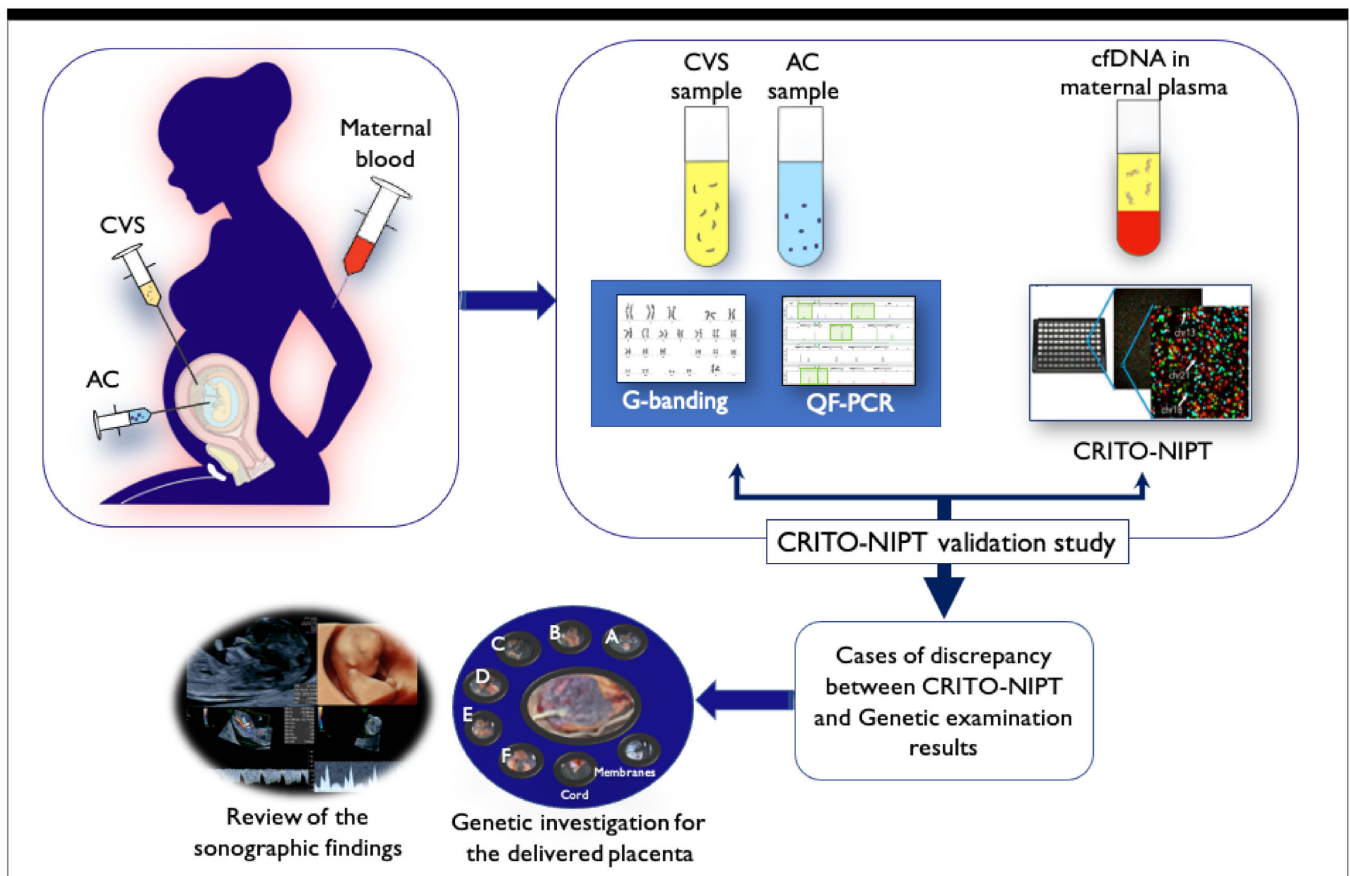 Maternal
blood
CVS
AC
CVS
sample
AC
sample
cfDNA in
maternal plasma
G-banding
QF-PCR
chr13
chr21
chr18
CRITO-NIPT
CRITO-NIPT validation study
Cases of discrepancy
between CRITO-NIPT
and Genetic examination
results
A
B
C
D
E
F
Cord
Membranes
Genetic investigation for
the delivered placenta
Review of the
sonographic findings